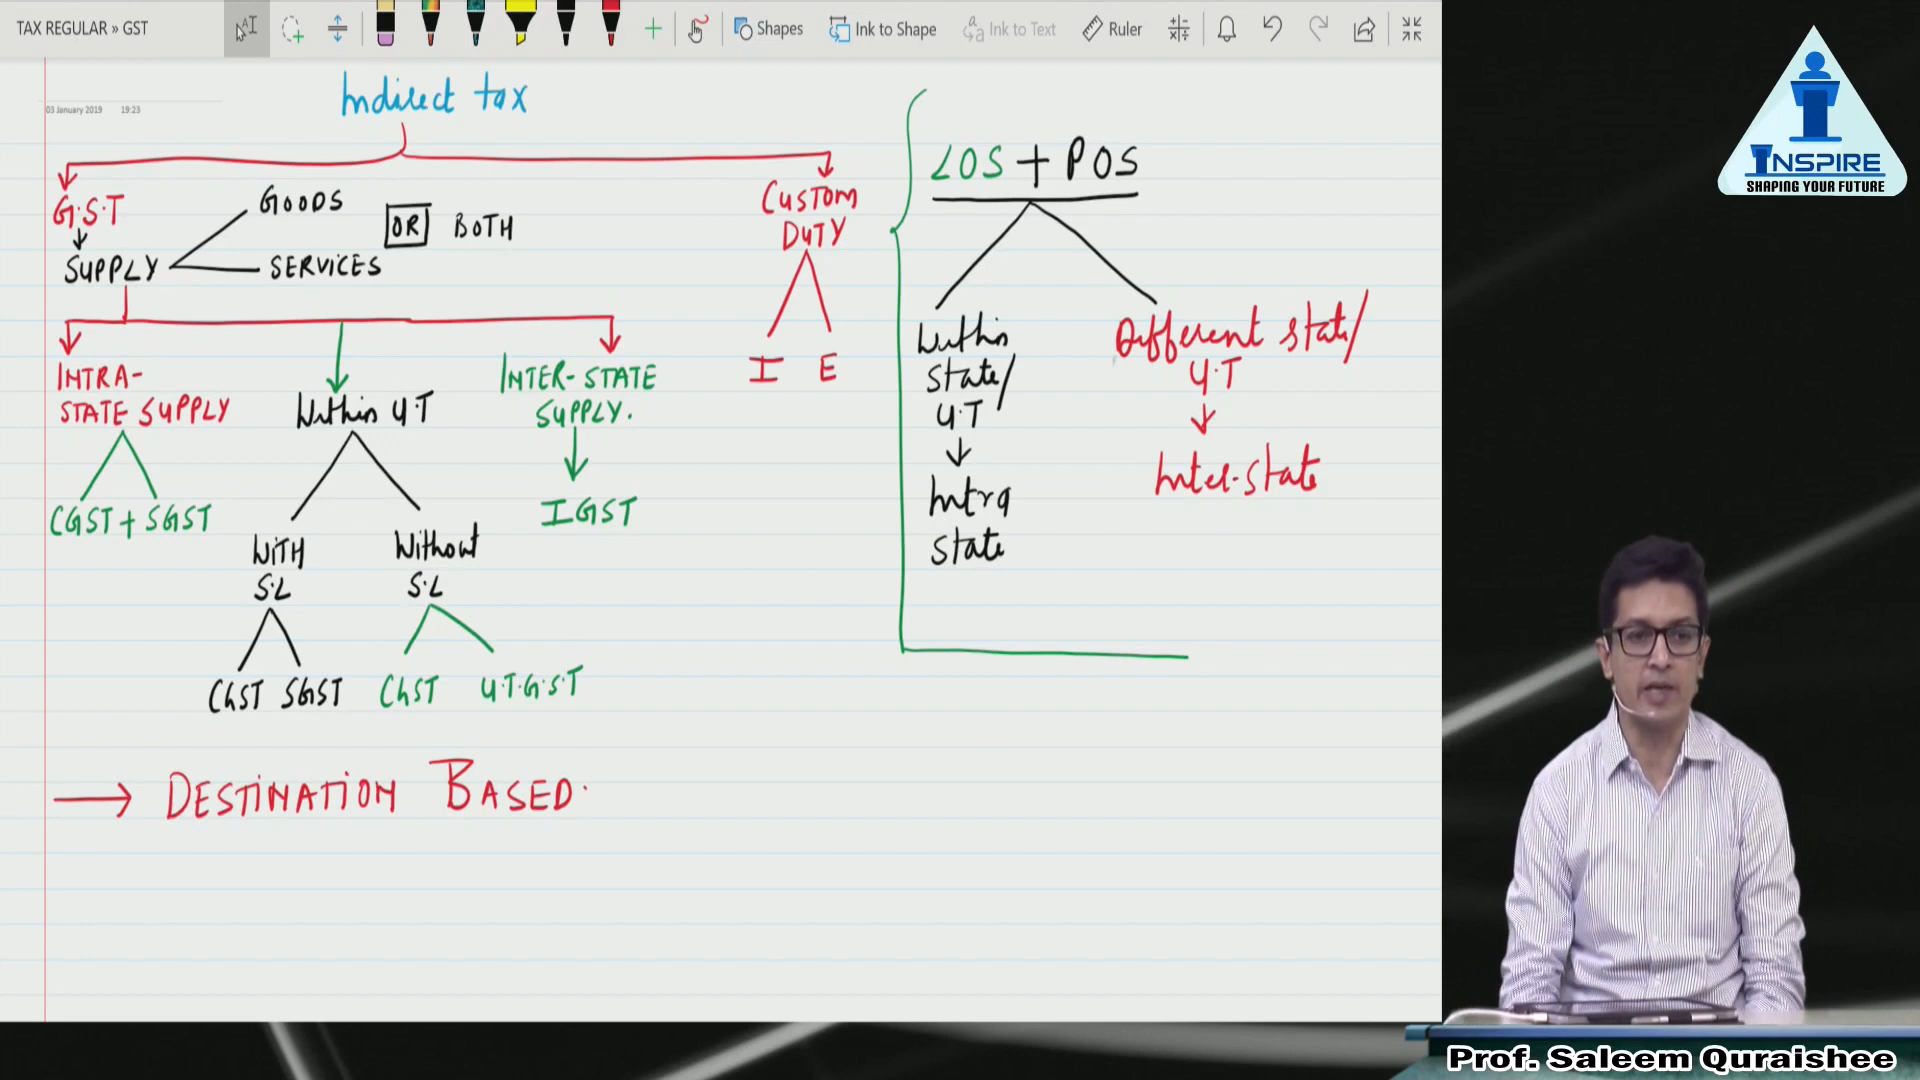 TAX REGULAR » GST
Shapes
Ink to Shape
Ink to Text
Ruler
03 January 2019 19:23
Indirect tax
G.S.T
GOODS
OR BOTH
SUPPLY
SERVICES
CUSTOM
DUTY
I E
INTRA-
STATE SUPPLY
CGST + SGST
Within U.T
WITH
S.L
Without
S.L
CGST SGST
CGST U.T.G.S.T
INTER-STATE
SUPPLY.
IGST
DESTINATION BASED.
LOS + POS
Within
state/
U.T
Intra
state
Different state/
U.T
Inter-state
INSPIRE
SHAPING YOUR FUTURE
Prof. Saleem Quraishee